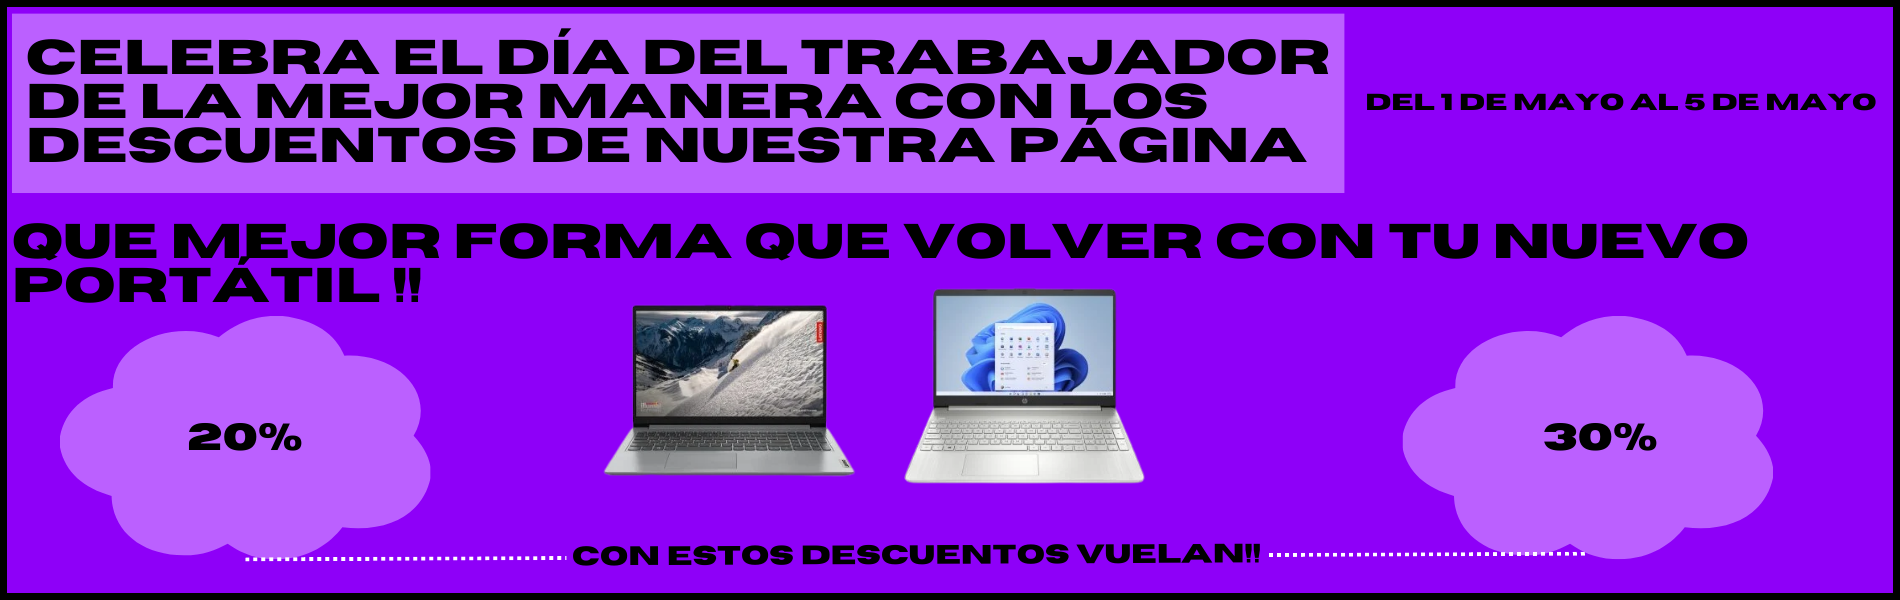 CELEBRA EL DÍA DEL TRABAJADOR
DE LA MEJOR MANERA CON LOS
DESCUENTOS DE NUESTRA PÁGINA
DEL 1 DE MAYO AL 5 DE MAYO
QUE MEJOR FORMA QUE VOLVER CON TU NUEVO
PORTÁTIL !!
20%
30%
CON ESTOS DESCUENTOS VUELAN!!